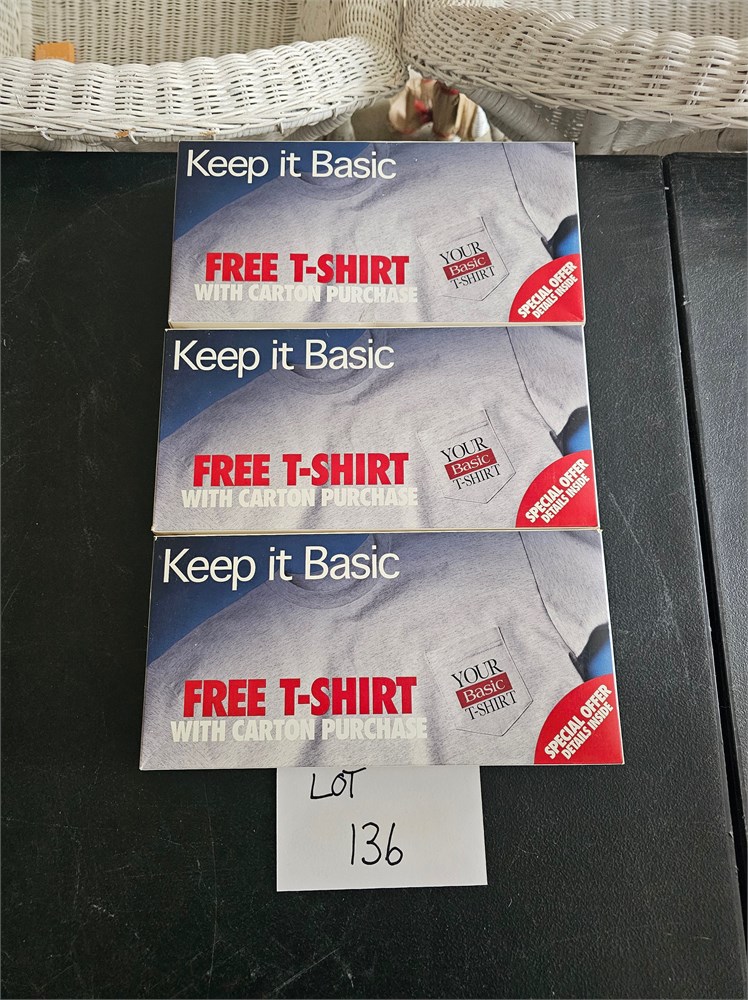 Keep it Basic
FREE T-SHIRT
WITH CARTON PURCHASE
YOUR
Basic
T-SHIRT
SPECIAL OFFER
DETAILS INSIDE
Keep it Basic
FREE T-SHIRT
WITH CARTON PURCHASE
YOUR
Basic
T-SHIRT
SPECIAL OFFER
DETAILS INSIDE
Keep it Basic
FREE T-SHIRT
WITH CARTON PURCHASE
YOUR
Basic
T-SHIRT
SPECIAL OFFER
DETAILS INSIDE
LOT
136